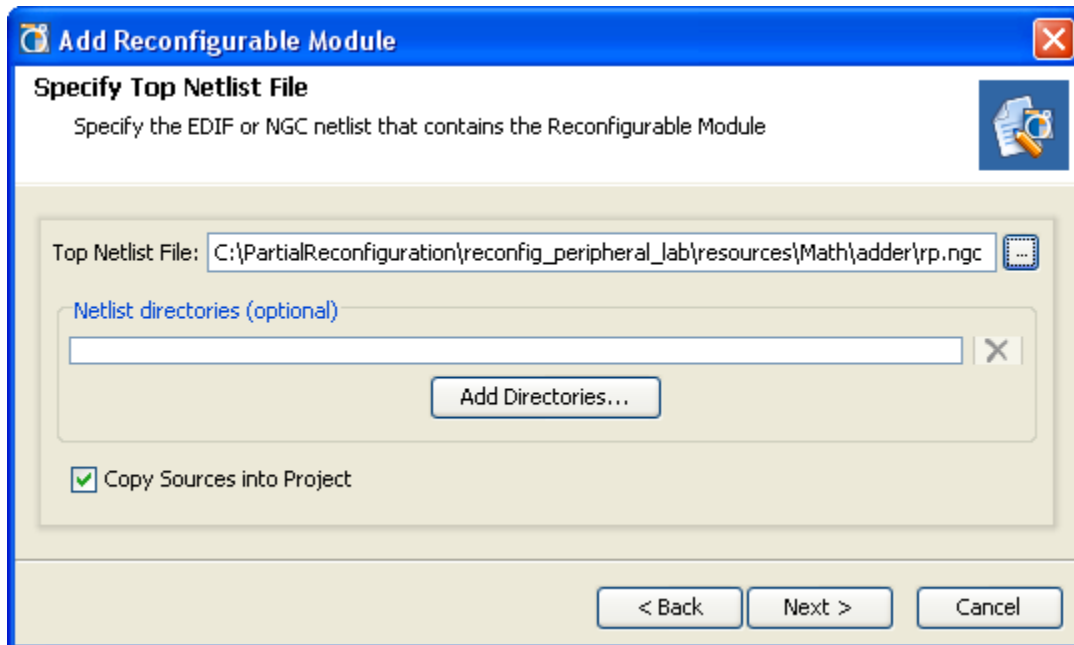 Add Reconfigurable Module
Specify Top Netlist File
Specify the EDIF or NGC netlist that contains the Reconfigurable Module
Top Netlist File: C:\PartialReconfiguration\reconfig_peripheral_lab\resources\Math\adder\rp.ngc ...
Netlist directories (optional)
Add Directories...
Copy Sources into Project
< Back Next > Cancel